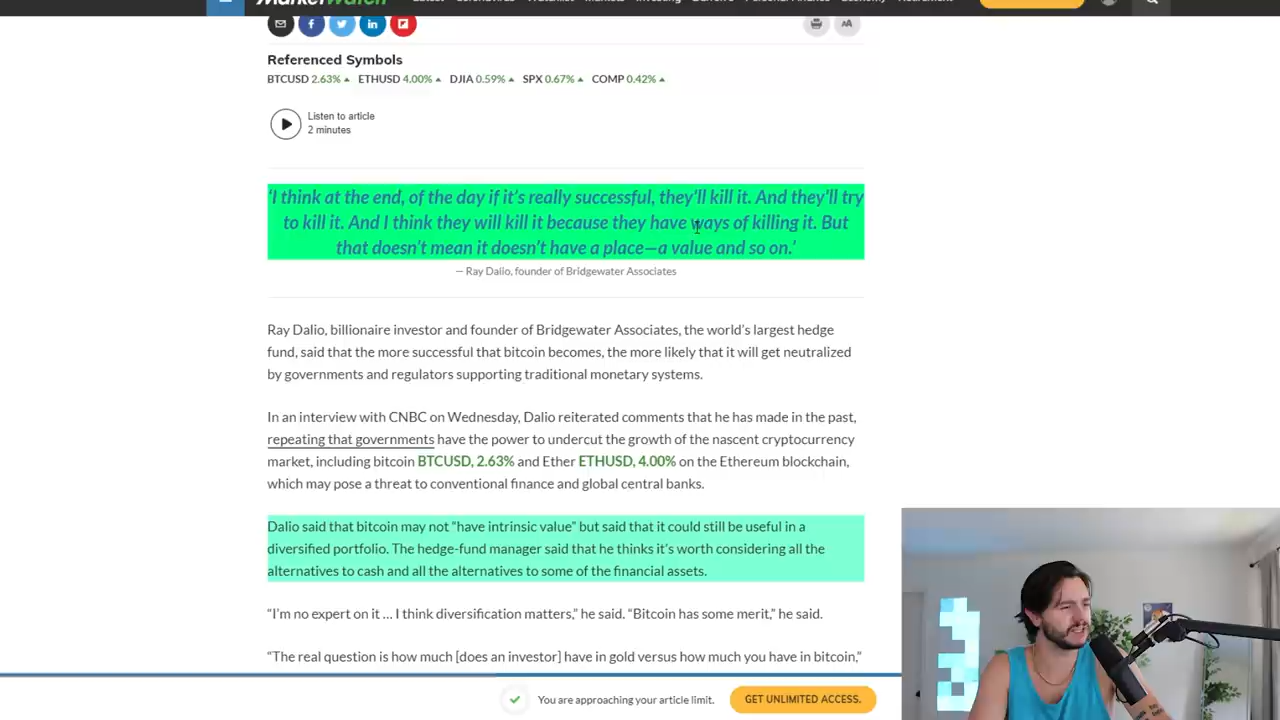 MarketWatch
AA
Referenced Symbols
BTCUSD 2.63% ETHUSD 4.00% DJIA 0.59% SPX 0.67% COMP 0.42%
Listen to article
2 minutes
‘I think at the end, of the day if it’s really successful, they’ll kill it. And they’ll try
to kill it. And I think they will kill it because they have ways of killing it. But
that doesn’t mean it doesn’t have a place—a value and so on.’
— Ray Dalio, founder of Bridgewater Associates
Ray Dalio, billionaire investor and founder of Bridgewater Associates, the world’s largest hedge
fund, said that the more successful that bitcoin becomes, the more likely that it will get neutralized
by governments and regulators supporting traditional monetary systems.
In an interview with CNBC on Wednesday, Dalio reiterated comments that he has made in the past,
repeating that governments have the power to undercut the growth of the nascent cryptocurrency
market, including bitcoin BTCUSD, 2.63% and Ether ETHUSD, 4.00% on the Ethereum blockchain,
which may pose a threat to conventional finance and global central banks.
Dalio said that bitcoin may not “have intrinsic value” but said that it could still be useful in a
diversified portfolio. The hedge-fund manager said that he thinks it’s worth considering all the
alternatives to cash and all the alternatives to some of the financial assets.
“I’m no expert on it … I think diversification matters,” he said. “Bitcoin has some merit,” he said.
“The real question is how much [does an investor] have in gold versus how much you have in bitcoin,”
You are approaching your article limit. GET UNLIMITED ACCESS.